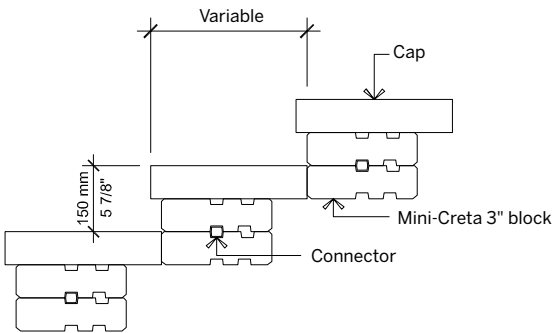 Variable
Cap
150 mm
5 7/8"
Mini-Creta 3" block
Connector